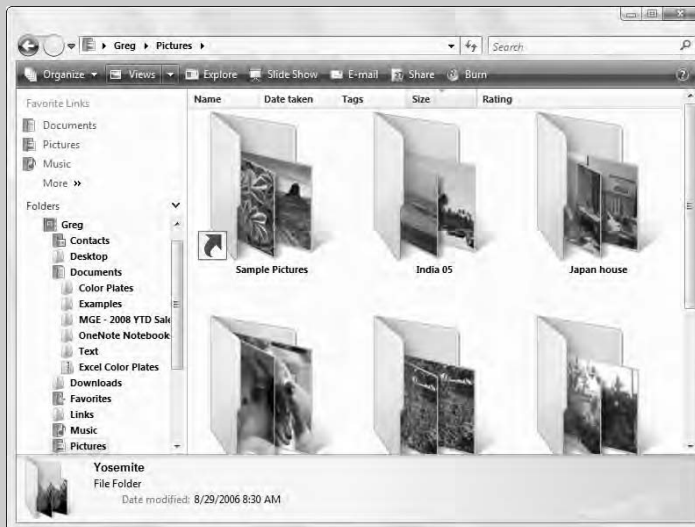 Greg Pictures
Search
Organize Views Explore Slide Show E-mail Share Burn
Favorite Links
Documents
Pictures
Music
More »
Folders
Greg
Contacts
Desktop
Documents
Color Plates
Examples
MGE - 2008 YTD Sale
OneNote Notebook
Text
Excel Color Plates
Downloads
Favorites
Links
Music
Pictures
Name Date taken Tags Size Rating
Sample Pictures India 05 Japan house
Yosemite
File Folder
Date modified: 8/29/2006 8:30 AM